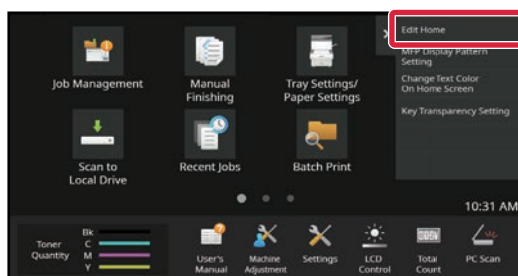 Edit Home
MFP Display Pattern
Setting
Change Text Color
On Home Screen
Key Transparency Setting
Job Management
Manual
Finishing
Tray Settings/
Paper Settings
Scan to
Local Drive
Recent Jobs
Batch Print
10:31 AM
Toner
Quantity
Bk
C
M
Y
User's
Manual
Machine
Adjustment
Settings
LCD
Control
Total
Count
PC Scan